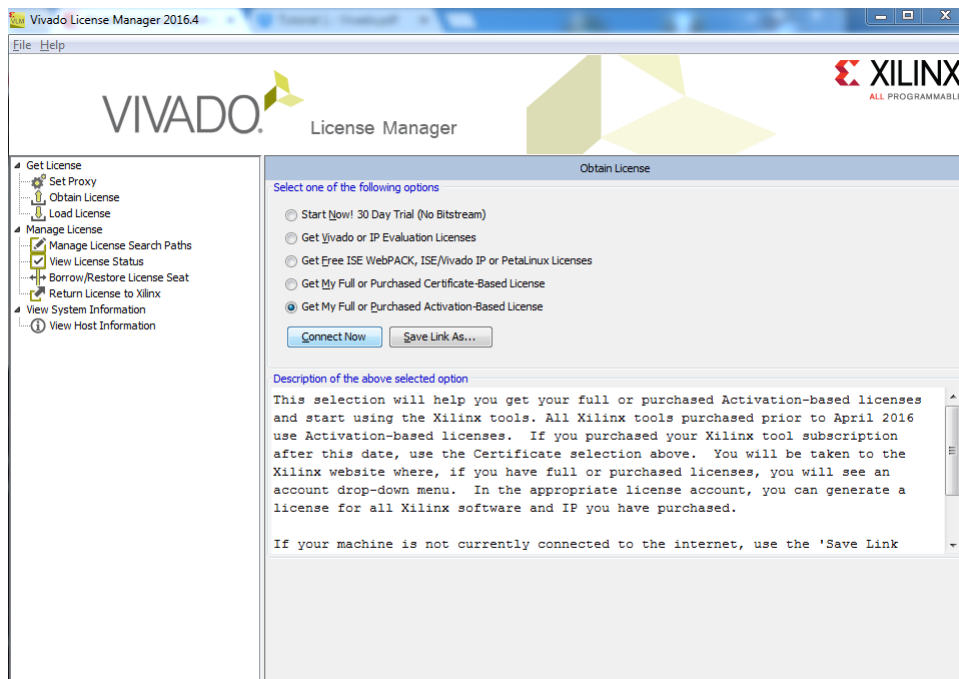 Vivado License Manager 2016.4
File Help
VIVADO.
License Manager
XILINX
ALL PROGRAMMABL
Get License
Set Proxy
Obtain License
Load License
Manage License
Manage License Search Paths
View License Status
Borrow/Restore License Seat
Return License to Xilinx
View System Information
View Host Information
Obtain License
Select one of the following options
Start Now! 30 Day Trial (No Bitstream)
Get Vivado or IP Evaluation Licenses
Get Free ISE WebPACK, ISE/Vivado IP or PetaLinux Licenses
Get My Full or Purchased Certificate-Based License
Get My Full or Purchased Activation-Based License
Connect Now
Save Link As...
Description of the above selected option
This selection will help you get your full or purchased Activation-based licenses
and start using the Xilinx tools. All Xilinx tools purchased prior to April 2016
use Activation-based licenses. If you purchased your Xilinx tool subscription
after this date, use the Certificate selection above. You will be taken to the
Xilinx website where, if you have full or purchased licenses, you will see an
account drop-down menu. In the appropriate license account, you can generate a
license for all Xilinx software and IP you have purchased.
If your machine is not currently connected to the internet, use the 'Save Link